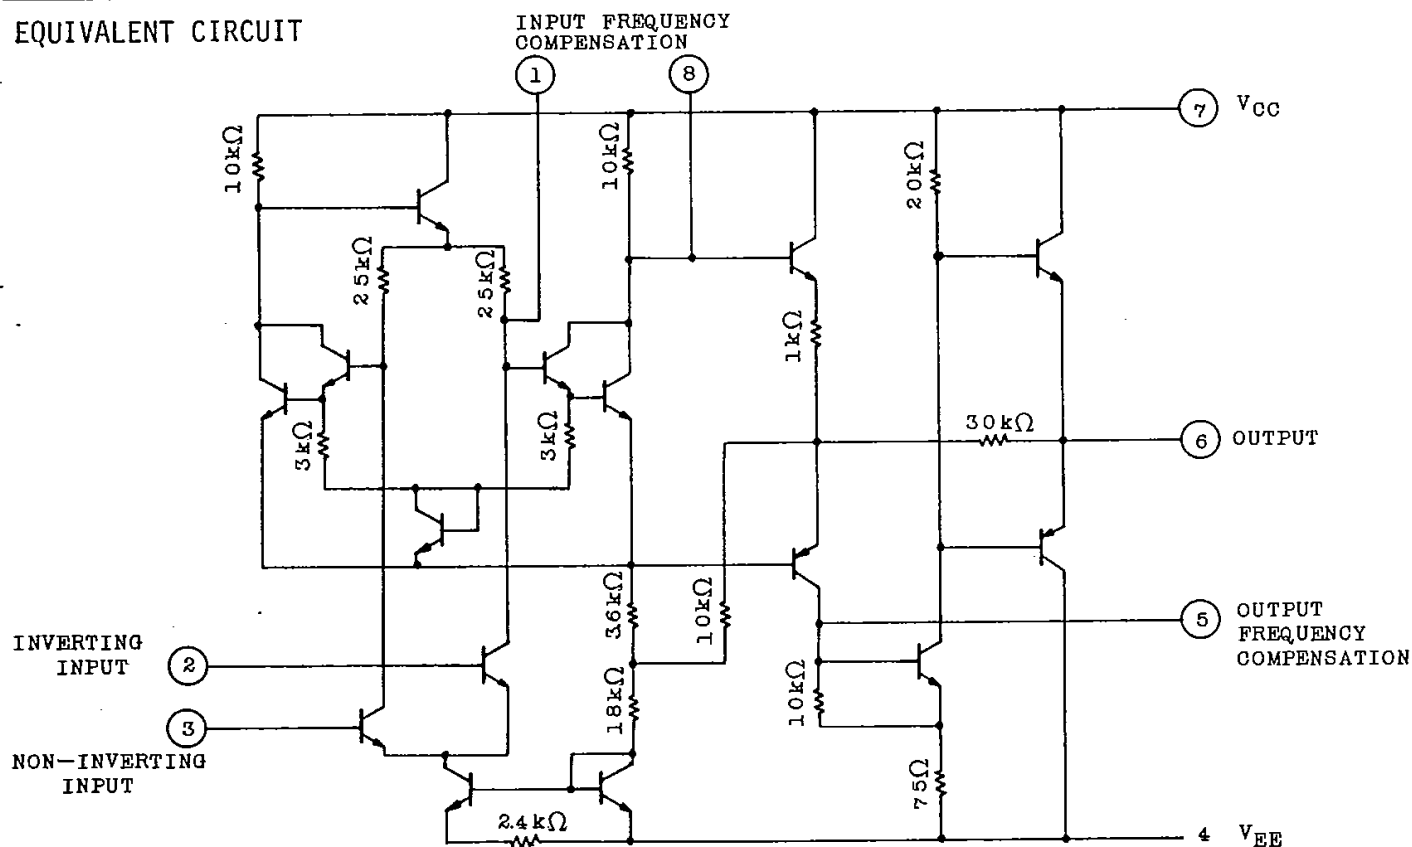 EQUIVALENT CIRCUIT
INPUT FREQUENCY
COMPENSATION
1
8
7
VCC
10kΩ
10kΩ
20kΩ
25kΩ
25kΩ
1kΩ
3kΩ
3kΩ
30kΩ
6
OUTPUT
3.6kΩ
10kΩ
5
OUTPUT
FREQUENCY
COMPENSATION
INVERTING
INPUT
2
18kΩ
10kΩ
3
NON-INVERTING
INPUT
75Ω
2.4kΩ
4
VEE